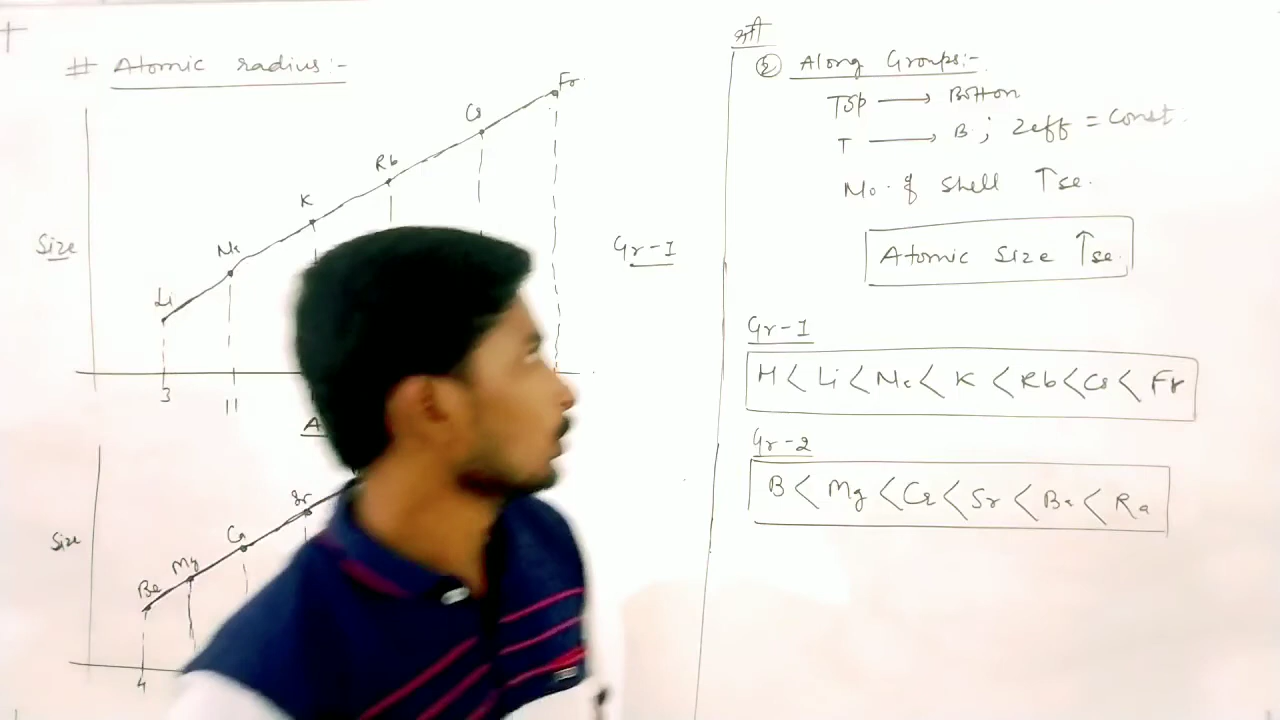 # Atomic radius:-
Fr
Cs
Rb
K
Na
Li
Size
Gr-1
3
11
A
Sr
Ca
Mg
Be
Size
4
② Along Groups:-
Top → Bottom
T → B ; Zeff = Const.
No. of Shell ↑se.
Atomic Size ↑se.
Gr-1
H < Li < Na < K < Rb < Cs < Fr
Gr-2
B < Mg < Ca < Sr < Ba < Ra